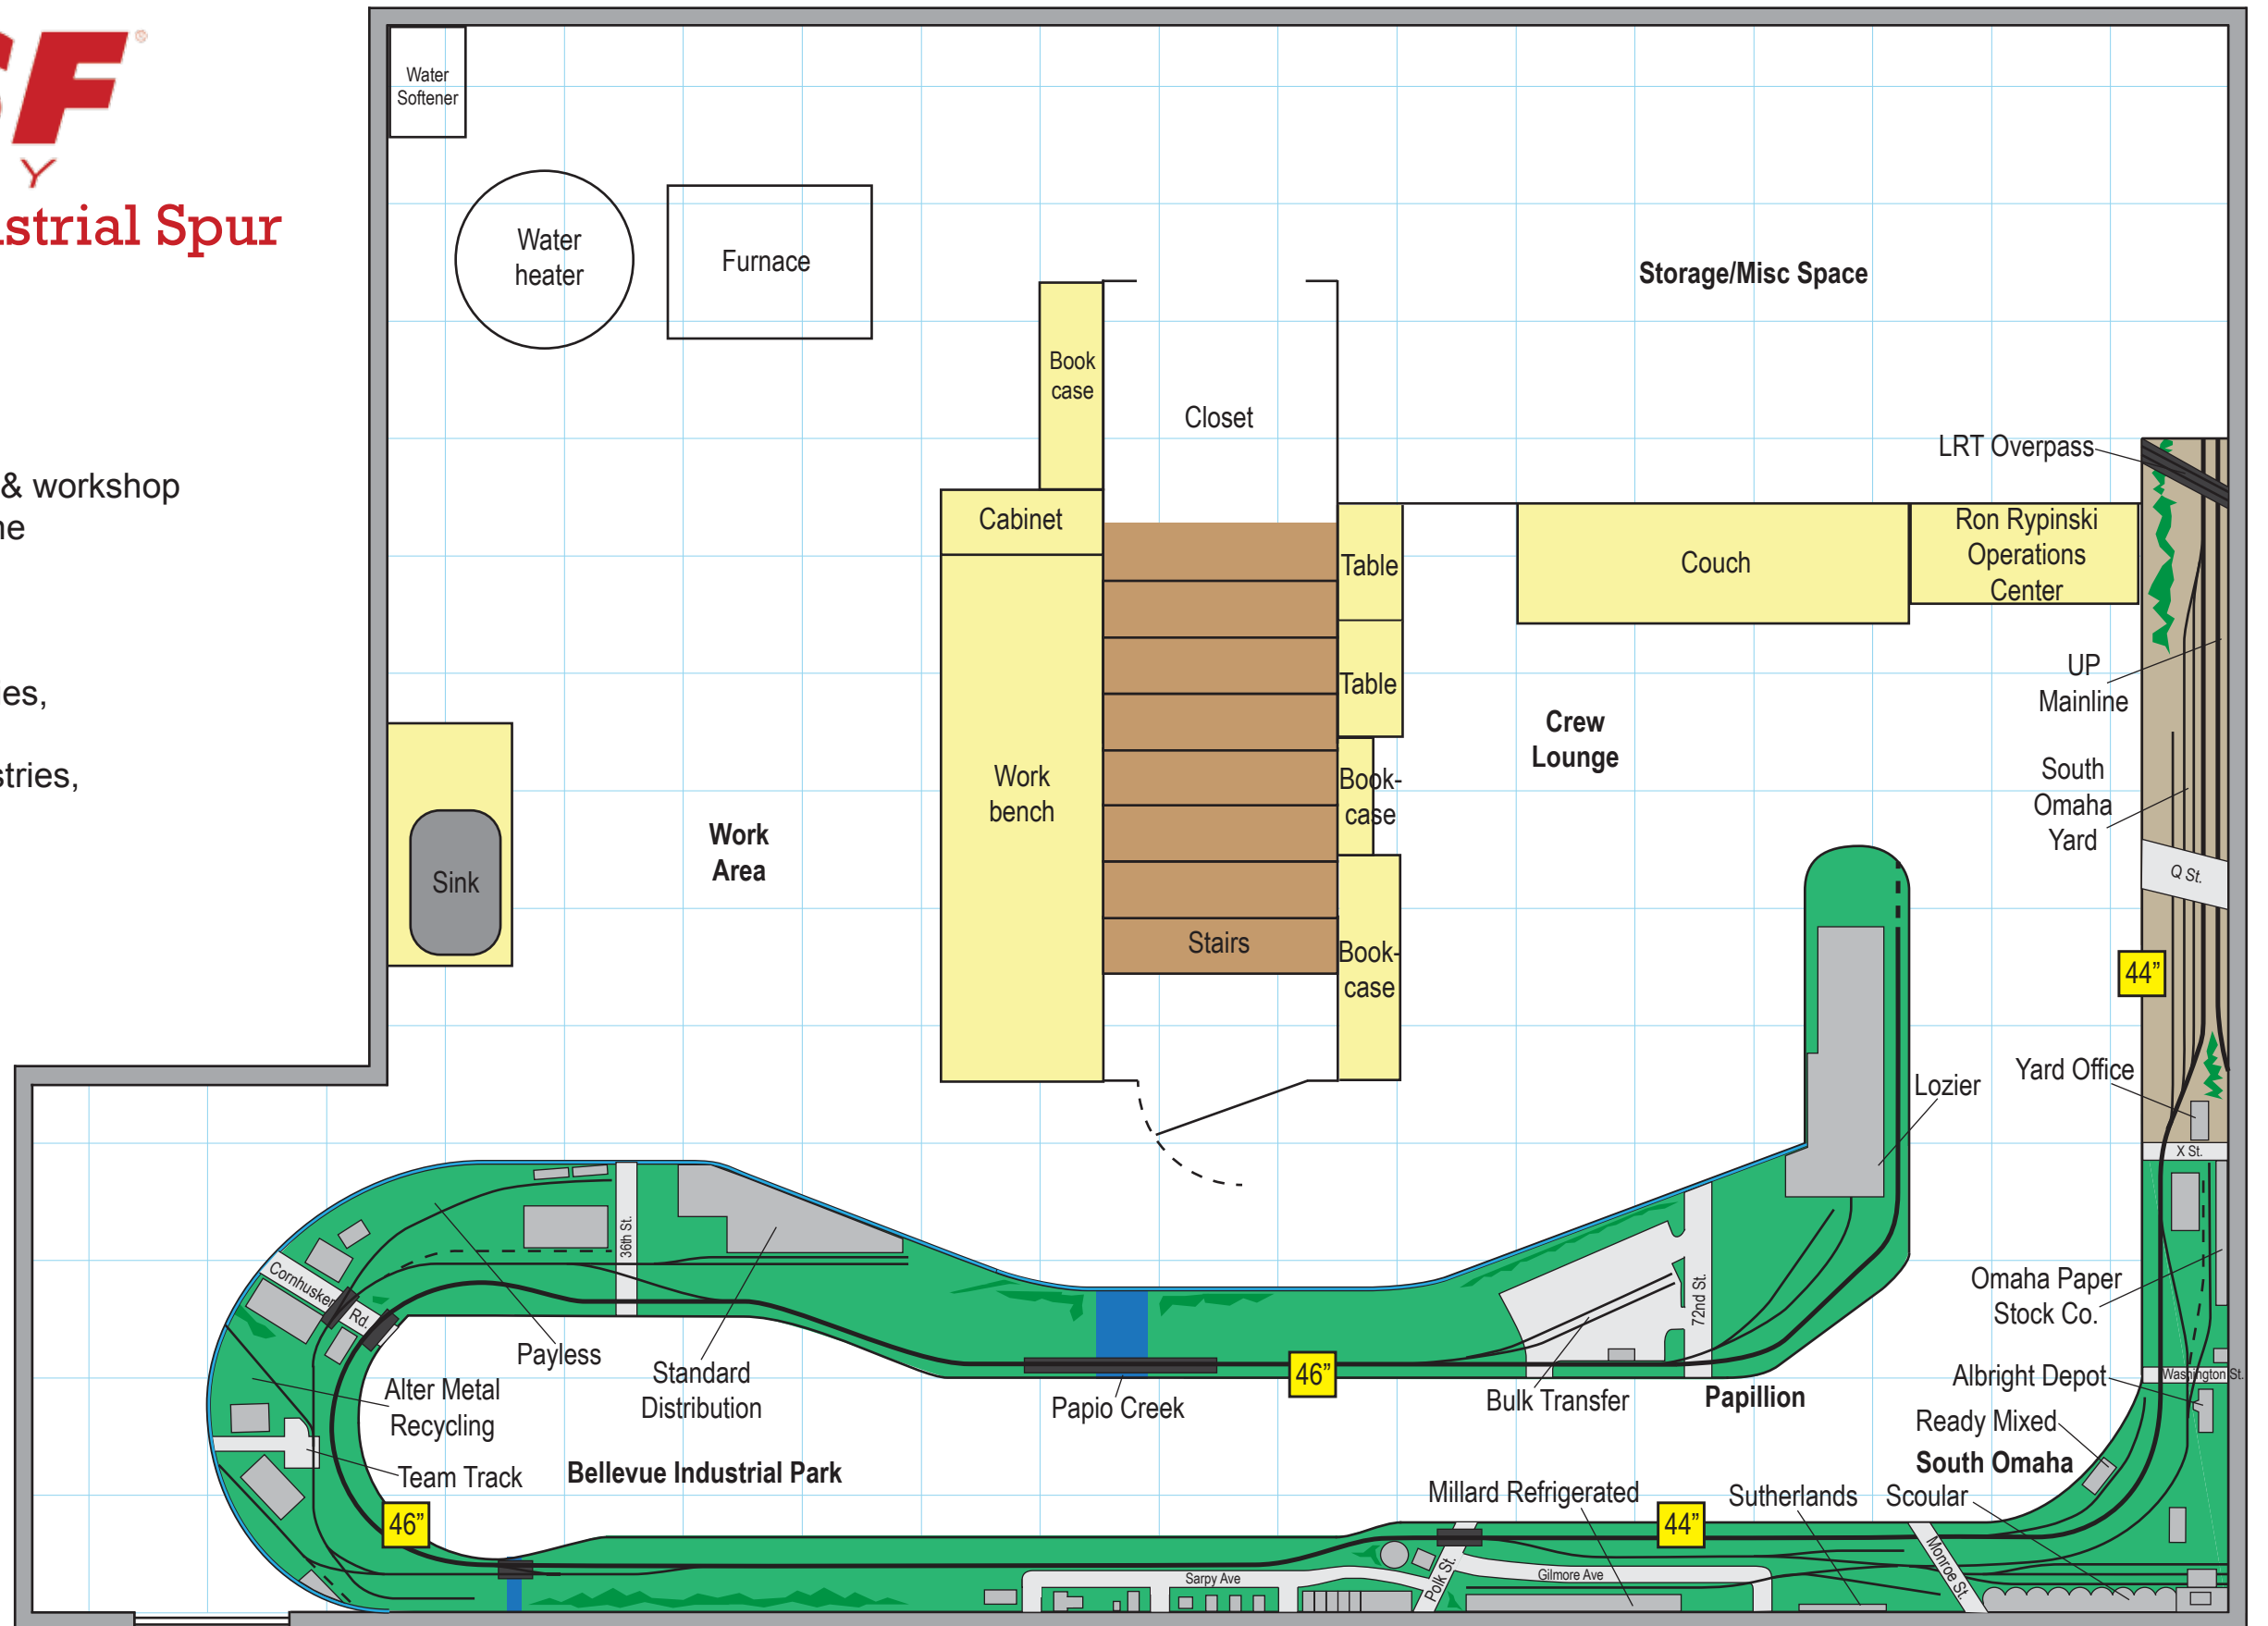 SF®
Y
strial Spur
& workshop
ne
es,
stries,
Water
Softener
Water
heater
Furnace
Book
case
Closet
Storage/Misc Space
LRT Overpass
Cabinet
Table
Couch
Ron Rypinski
Operations
Center
Table
UP
Mainline
Crew
Lounge
Work
bench
Book-
case
South
Omaha
Yard
Work
Area
Sink
Q St.
Stairs
Book-
case
44”
Lozier
Yard Office
X St.
36th St.
Cornhusker
Rd.
72nd St.
Omaha Paper
Stock Co.
Payless
Standard
Distribution
Alter Metal
Recycling
Papio Creek
46”
Bulk Transfer
Papillion
Albright Depot
Washington St.
Ready Mixed
South Omaha
Team Track
Bellevue Industrial Park
Millard Refrigerated
Sutherlands
Scoular
46”
44”
Polk St.
Monroe St.
Sarpy Ave
Gilmore Ave